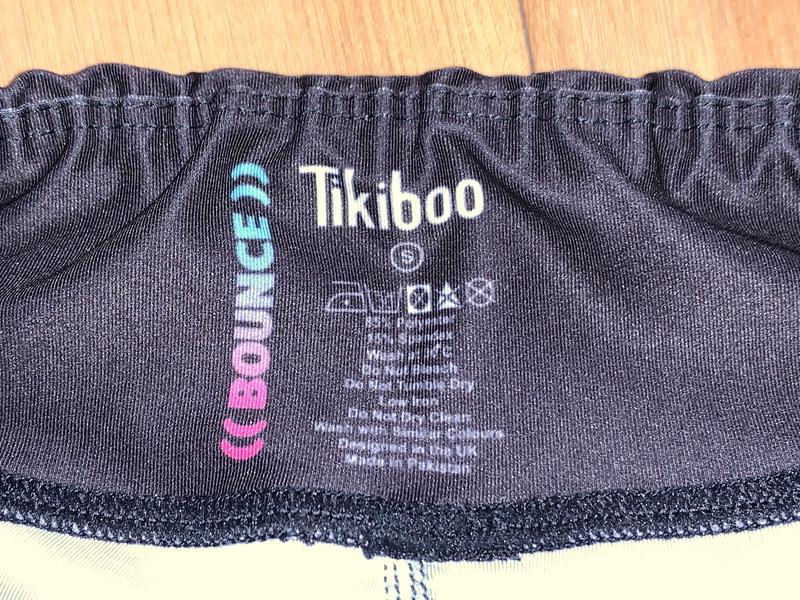 Tikiboo
S
((BOUNCE))
Wash
Do Not
Do Not Tumble Dry
Low Iron
Do Not Dry Clean
Wash with Similar Colours
Designed in the UK
Made in Pakistan